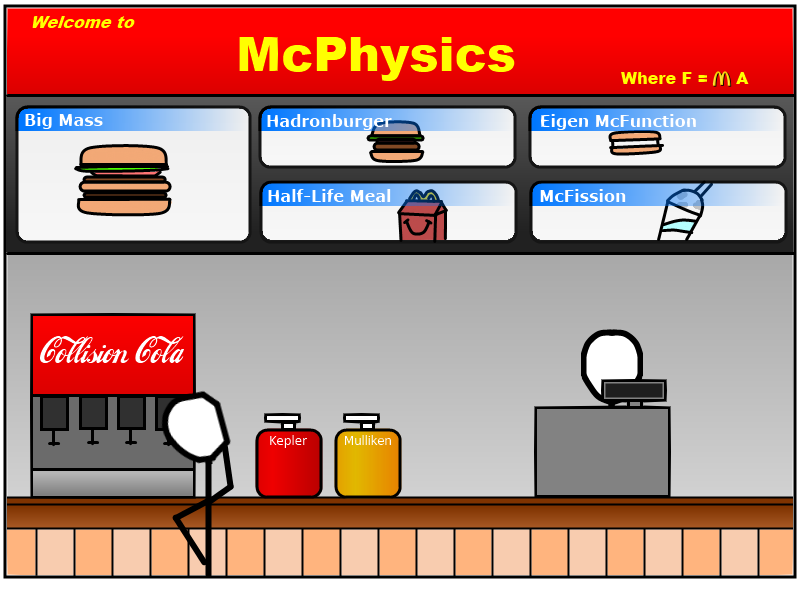 Welcome to
McPhysics
Where F = m A
Big Mass
Hadronburger
Eigen McFunction
Half-Life Meal
McFission
Collision Cola
Kepler
Mulliken